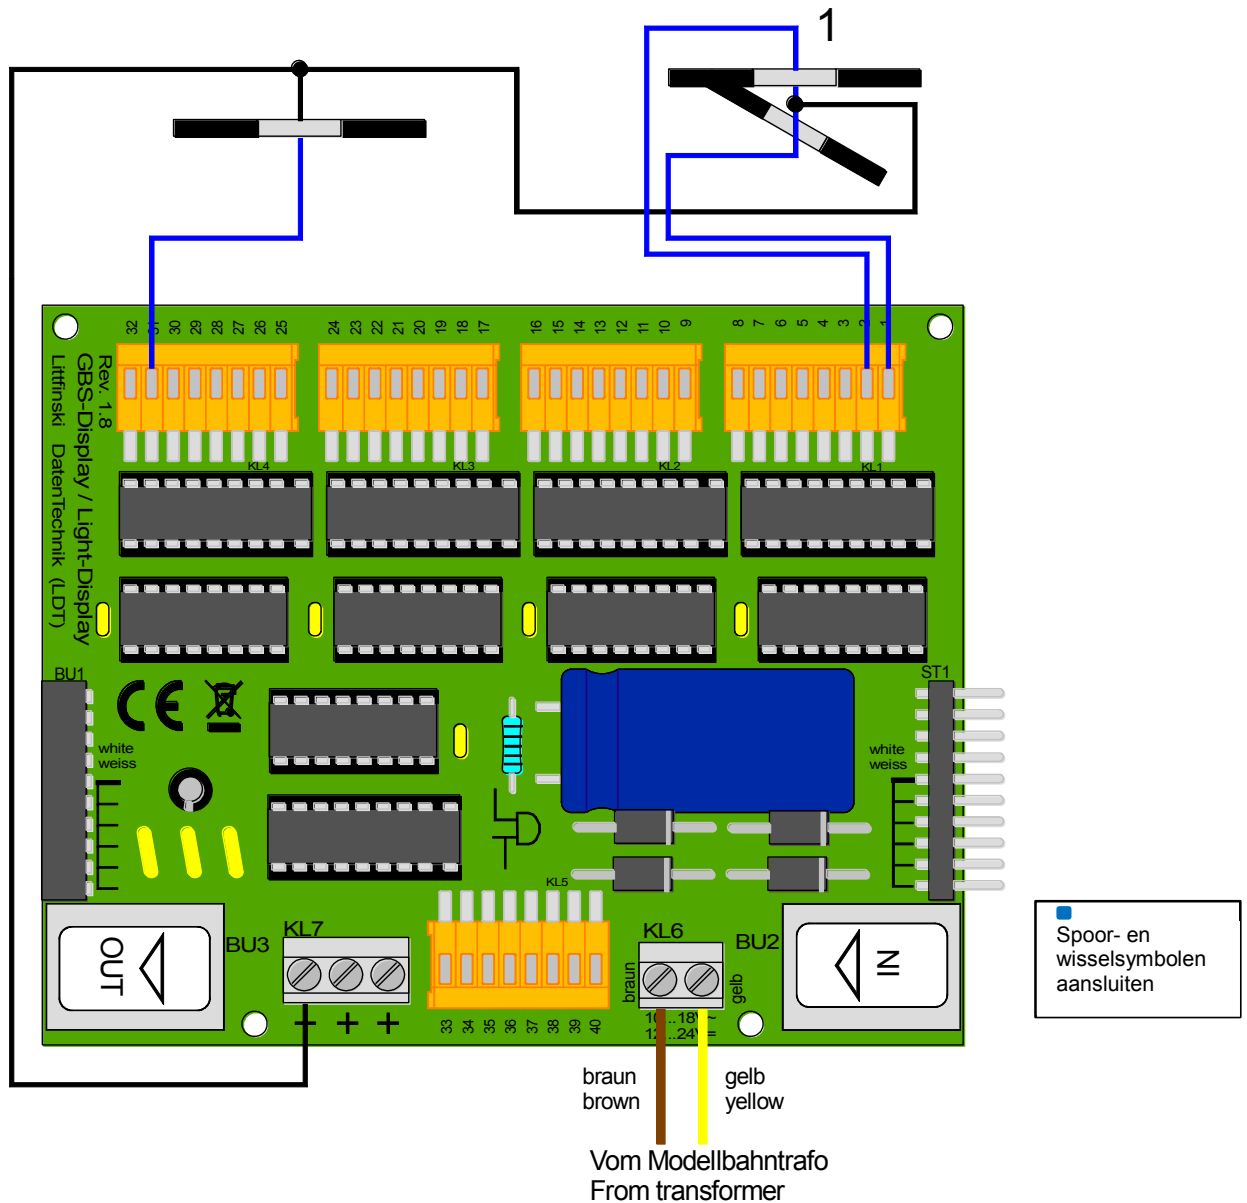 1
32 31 30 29 28 27 26 25
24 23 22 21 20 19 18 17
16 15 14 13 12 11 10 9
8 7 6 5 4 3 2 1
Rev. 1.8
GBS-Display / Light-Display
Littfinski DatenTechnik (LDT)
KL4
KL3
KL2
KL1
BU1
ST1
white
weiss
white
weiss
KL5
OUT
BU3
KL7
+ + +
33 34 35 36 37 38 39 40
KL6
braun
gelb
10...18V~
12...24V=
BU2
IN
Spoor- en
wisselsymbolen
aansluiten
braun
brown
gelb
yellow
Vom Modellbahntrafo
From transformer